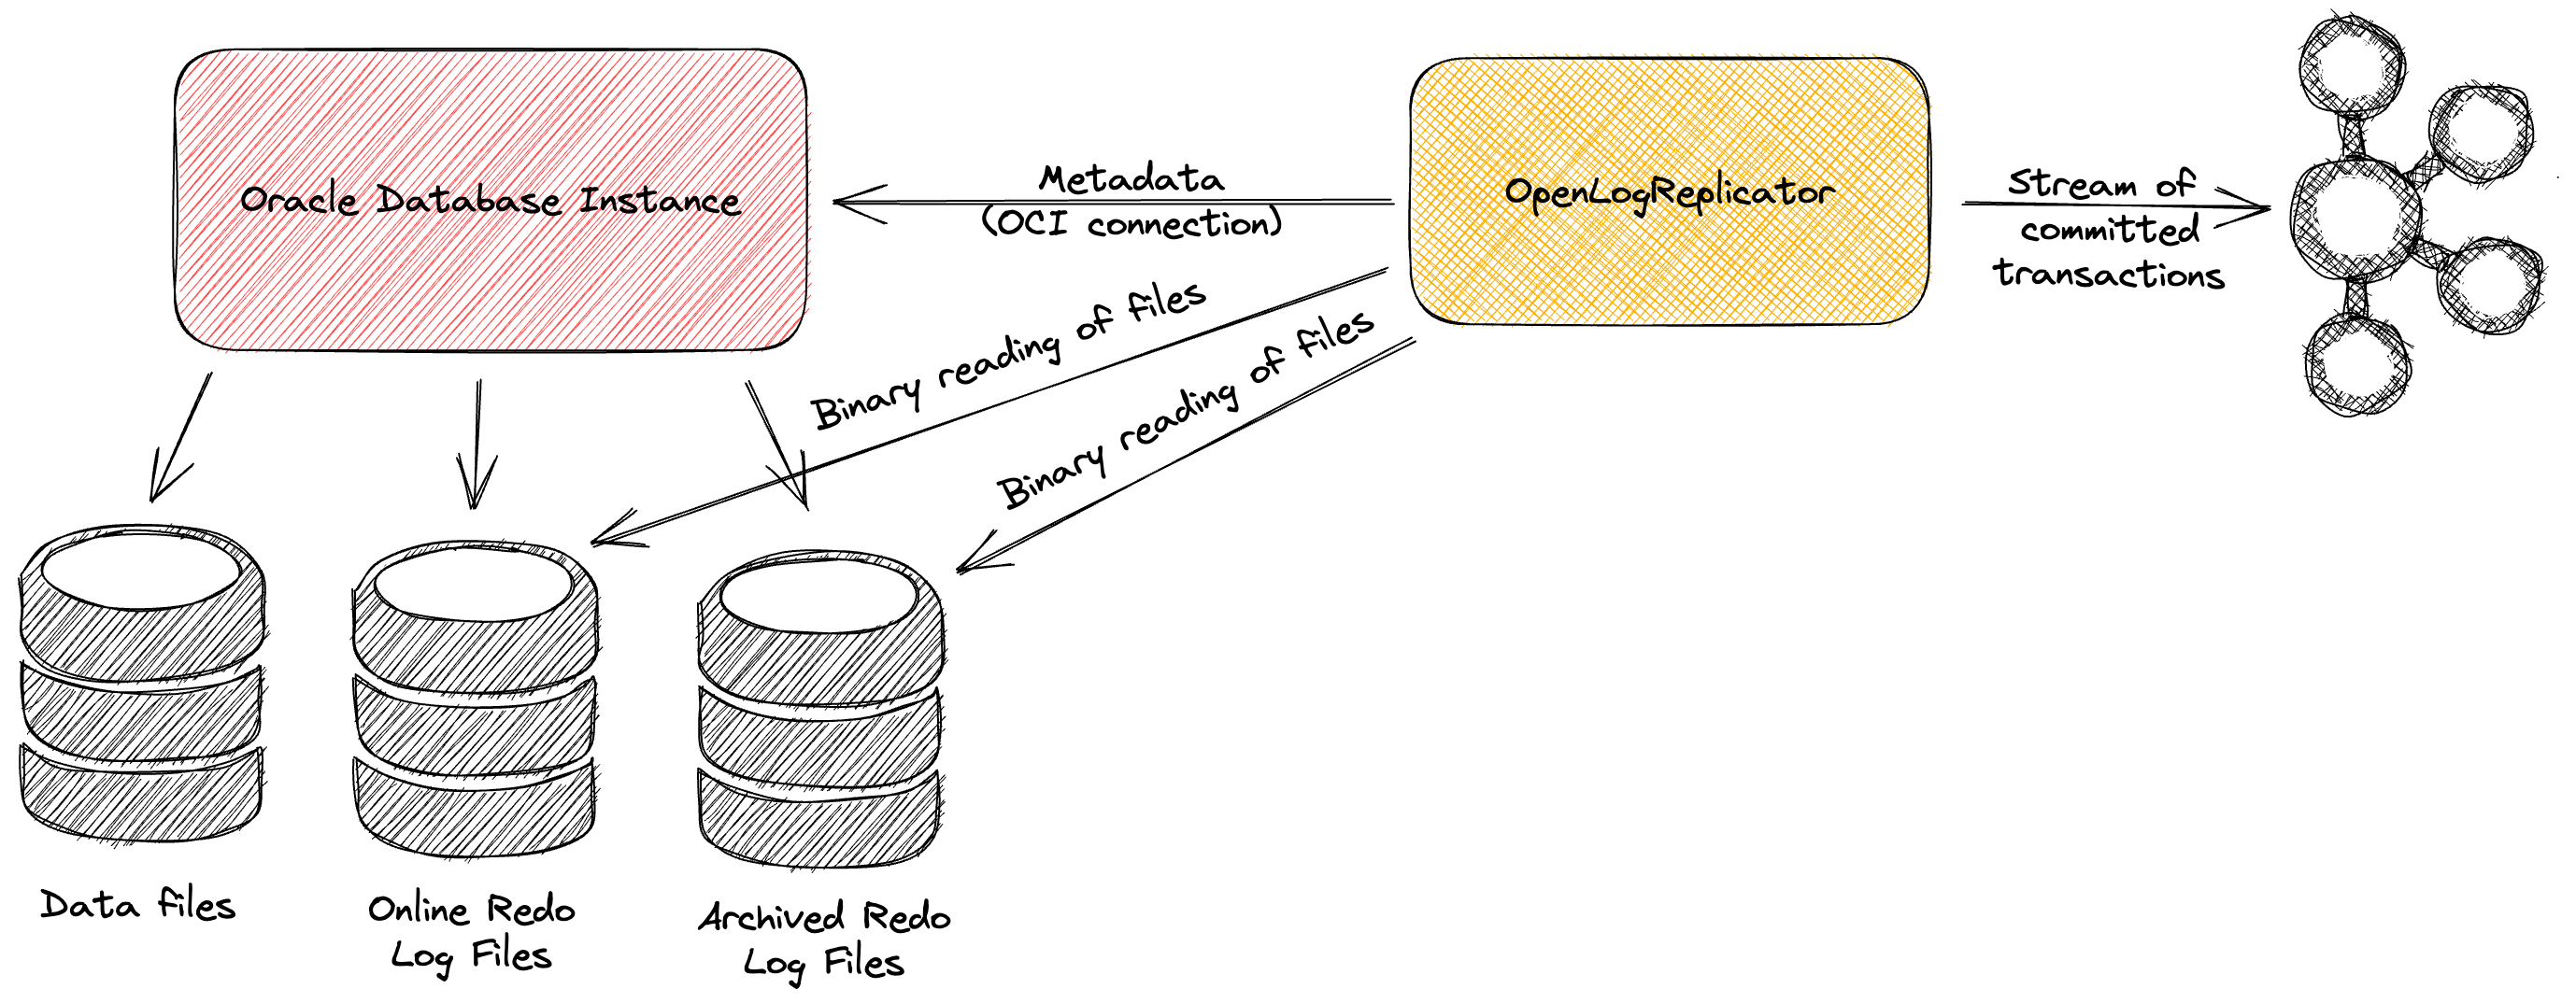 Oracle Database Instance
Metadata
(OCI connection)
OpenLogReplicator
Stream of
committed
transactions
Binary reading of files
Binary reading of files
Data files
Online Redo
Log Files
Archived Redo
Log Files